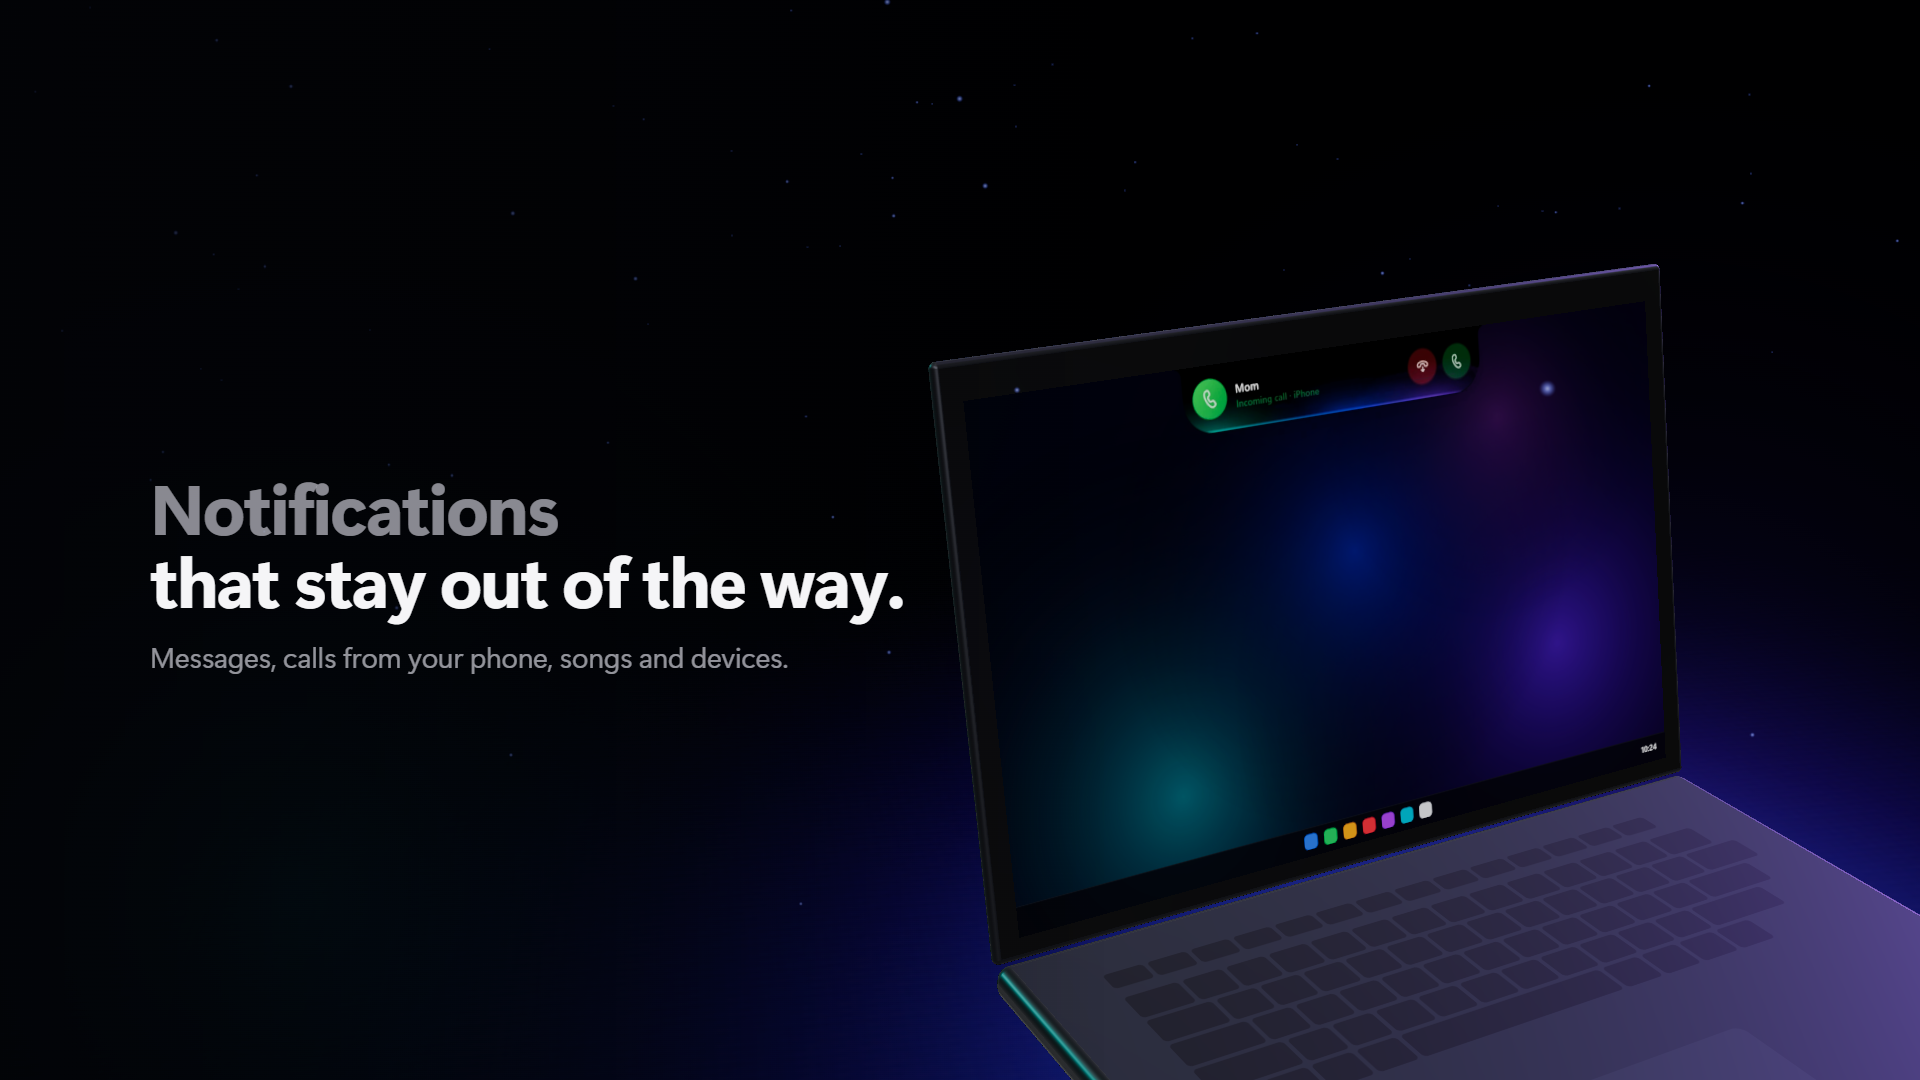 Notifications
that stay out of the way.
Messages, calls from your phone, songs and devices.
Mom
Incoming call · iPhone
10:24